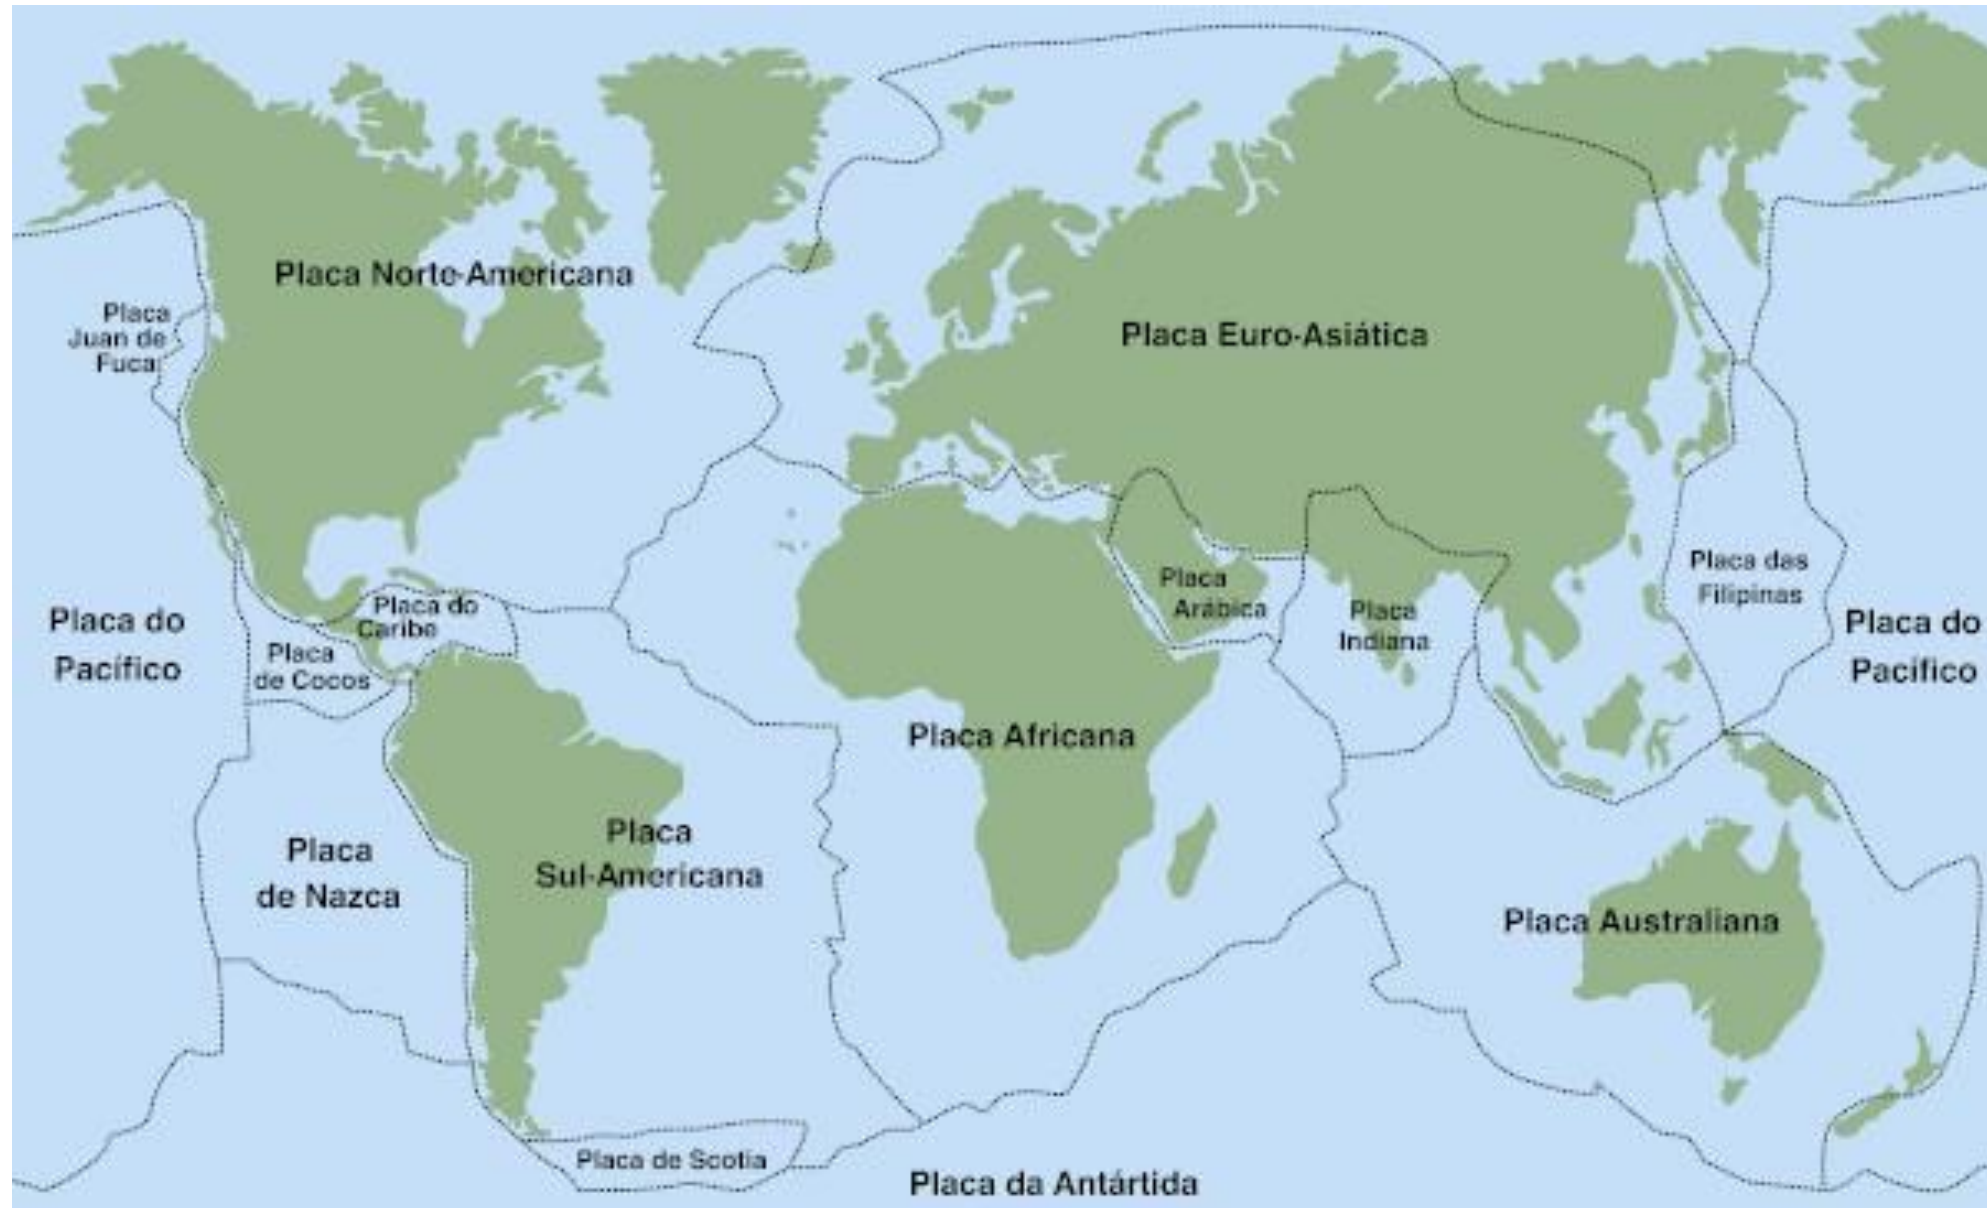 Placa Norte-Americana
Placa
Juan de
Fuca
Placa Euro-Asiática
Placa do
Pacífico
Placa do
Caribe
Placa
de Cocos
Placa
Arábica
Placa
Indiana
Placa das
Filipinas
Placa do
Pacífico
Placa Africana
Placa
de Nazca
Placa
Sul-Americana
Placa Australiana
Placa de Scotia
Placa da Antártida